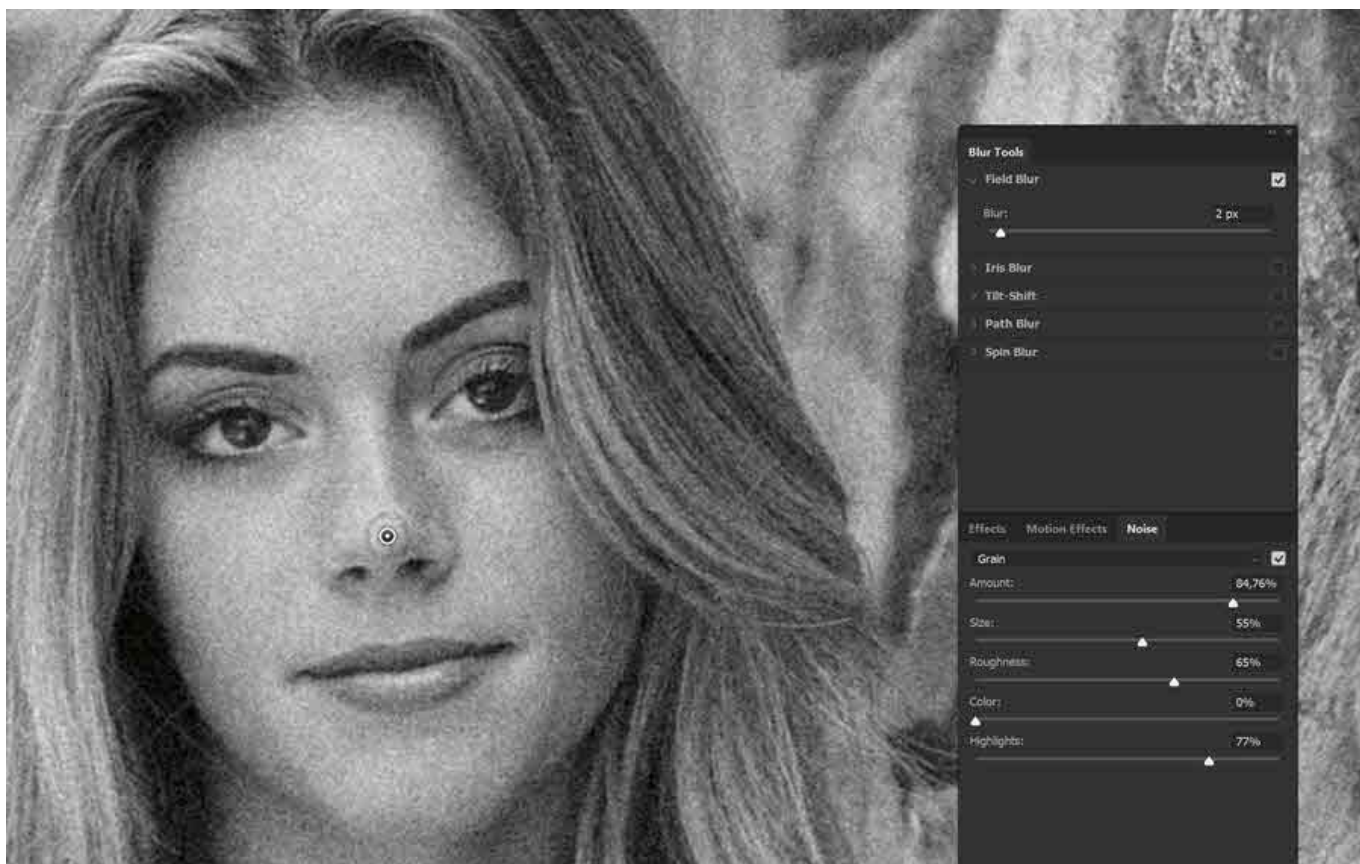 Blur Tools
Field Blur
Blur: 2 px
Iris Blur
Tilt-Shift
Path Blur
Spin Blur
Effects Motion Effects Noise
Grain
Amount: 84,76%
Size: 55%
Roughness: 65%
Color: 0%
Highlights: 77%